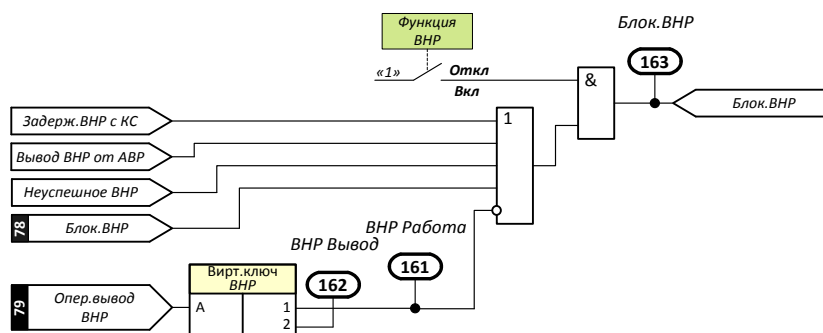 Функция
ВНР
Блок.ВНР
«1»
Откл
Вкл
163
&
Блок.ВНР
Задерж.ВНР с КС
1
Вывод ВНР от АВР
Неуспешное ВНР
78
Блок.ВНР
ВНР Работа
ВНР Вывод
161
162
Вирт.ключ
ВНР
79
Опер.вывод
ВНР
A
1
2